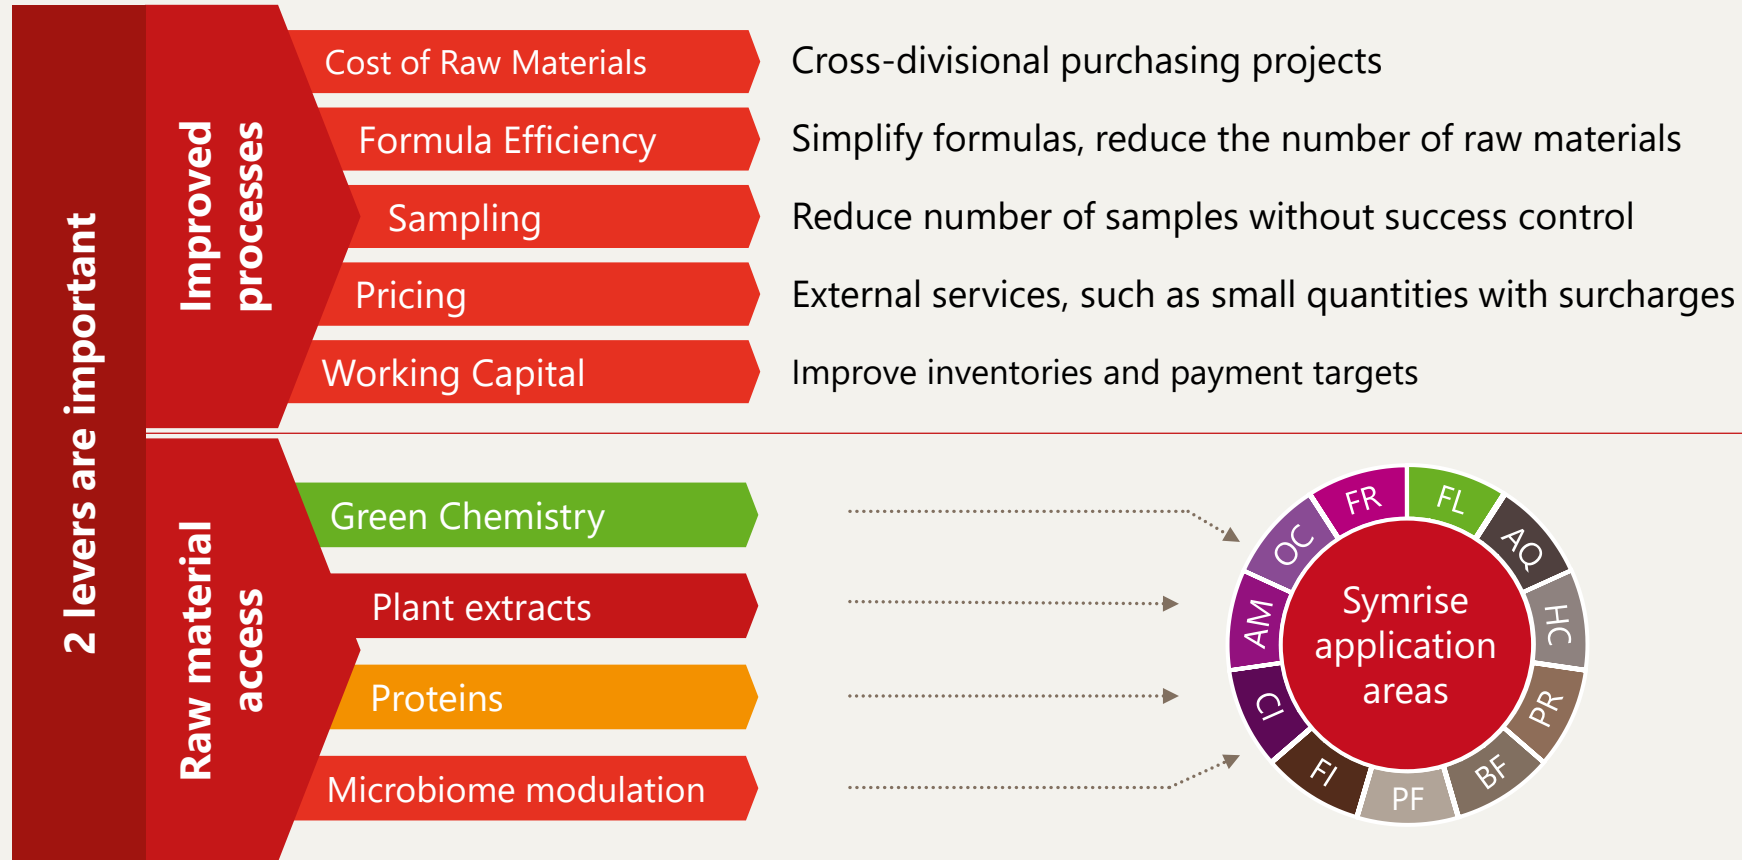 2 levers are important
Improved
processes
Cost of Raw Materials
Cross-divisional purchasing projects
Formula Efficiency
Simplify formulas, reduce the number of raw materials
Sampling
Reduce number of samples without success control
Pricing
External services, such as small quantities with surcharges
Working Capital
Improve inventories and payment targets
Raw material
access
Green Chemistry
Plant extracts
Proteins
Microbiome modulation
FR
FL
AQ
HC
PR
BF
PF
FI
CI
AM
OC
Symrise
application
areas